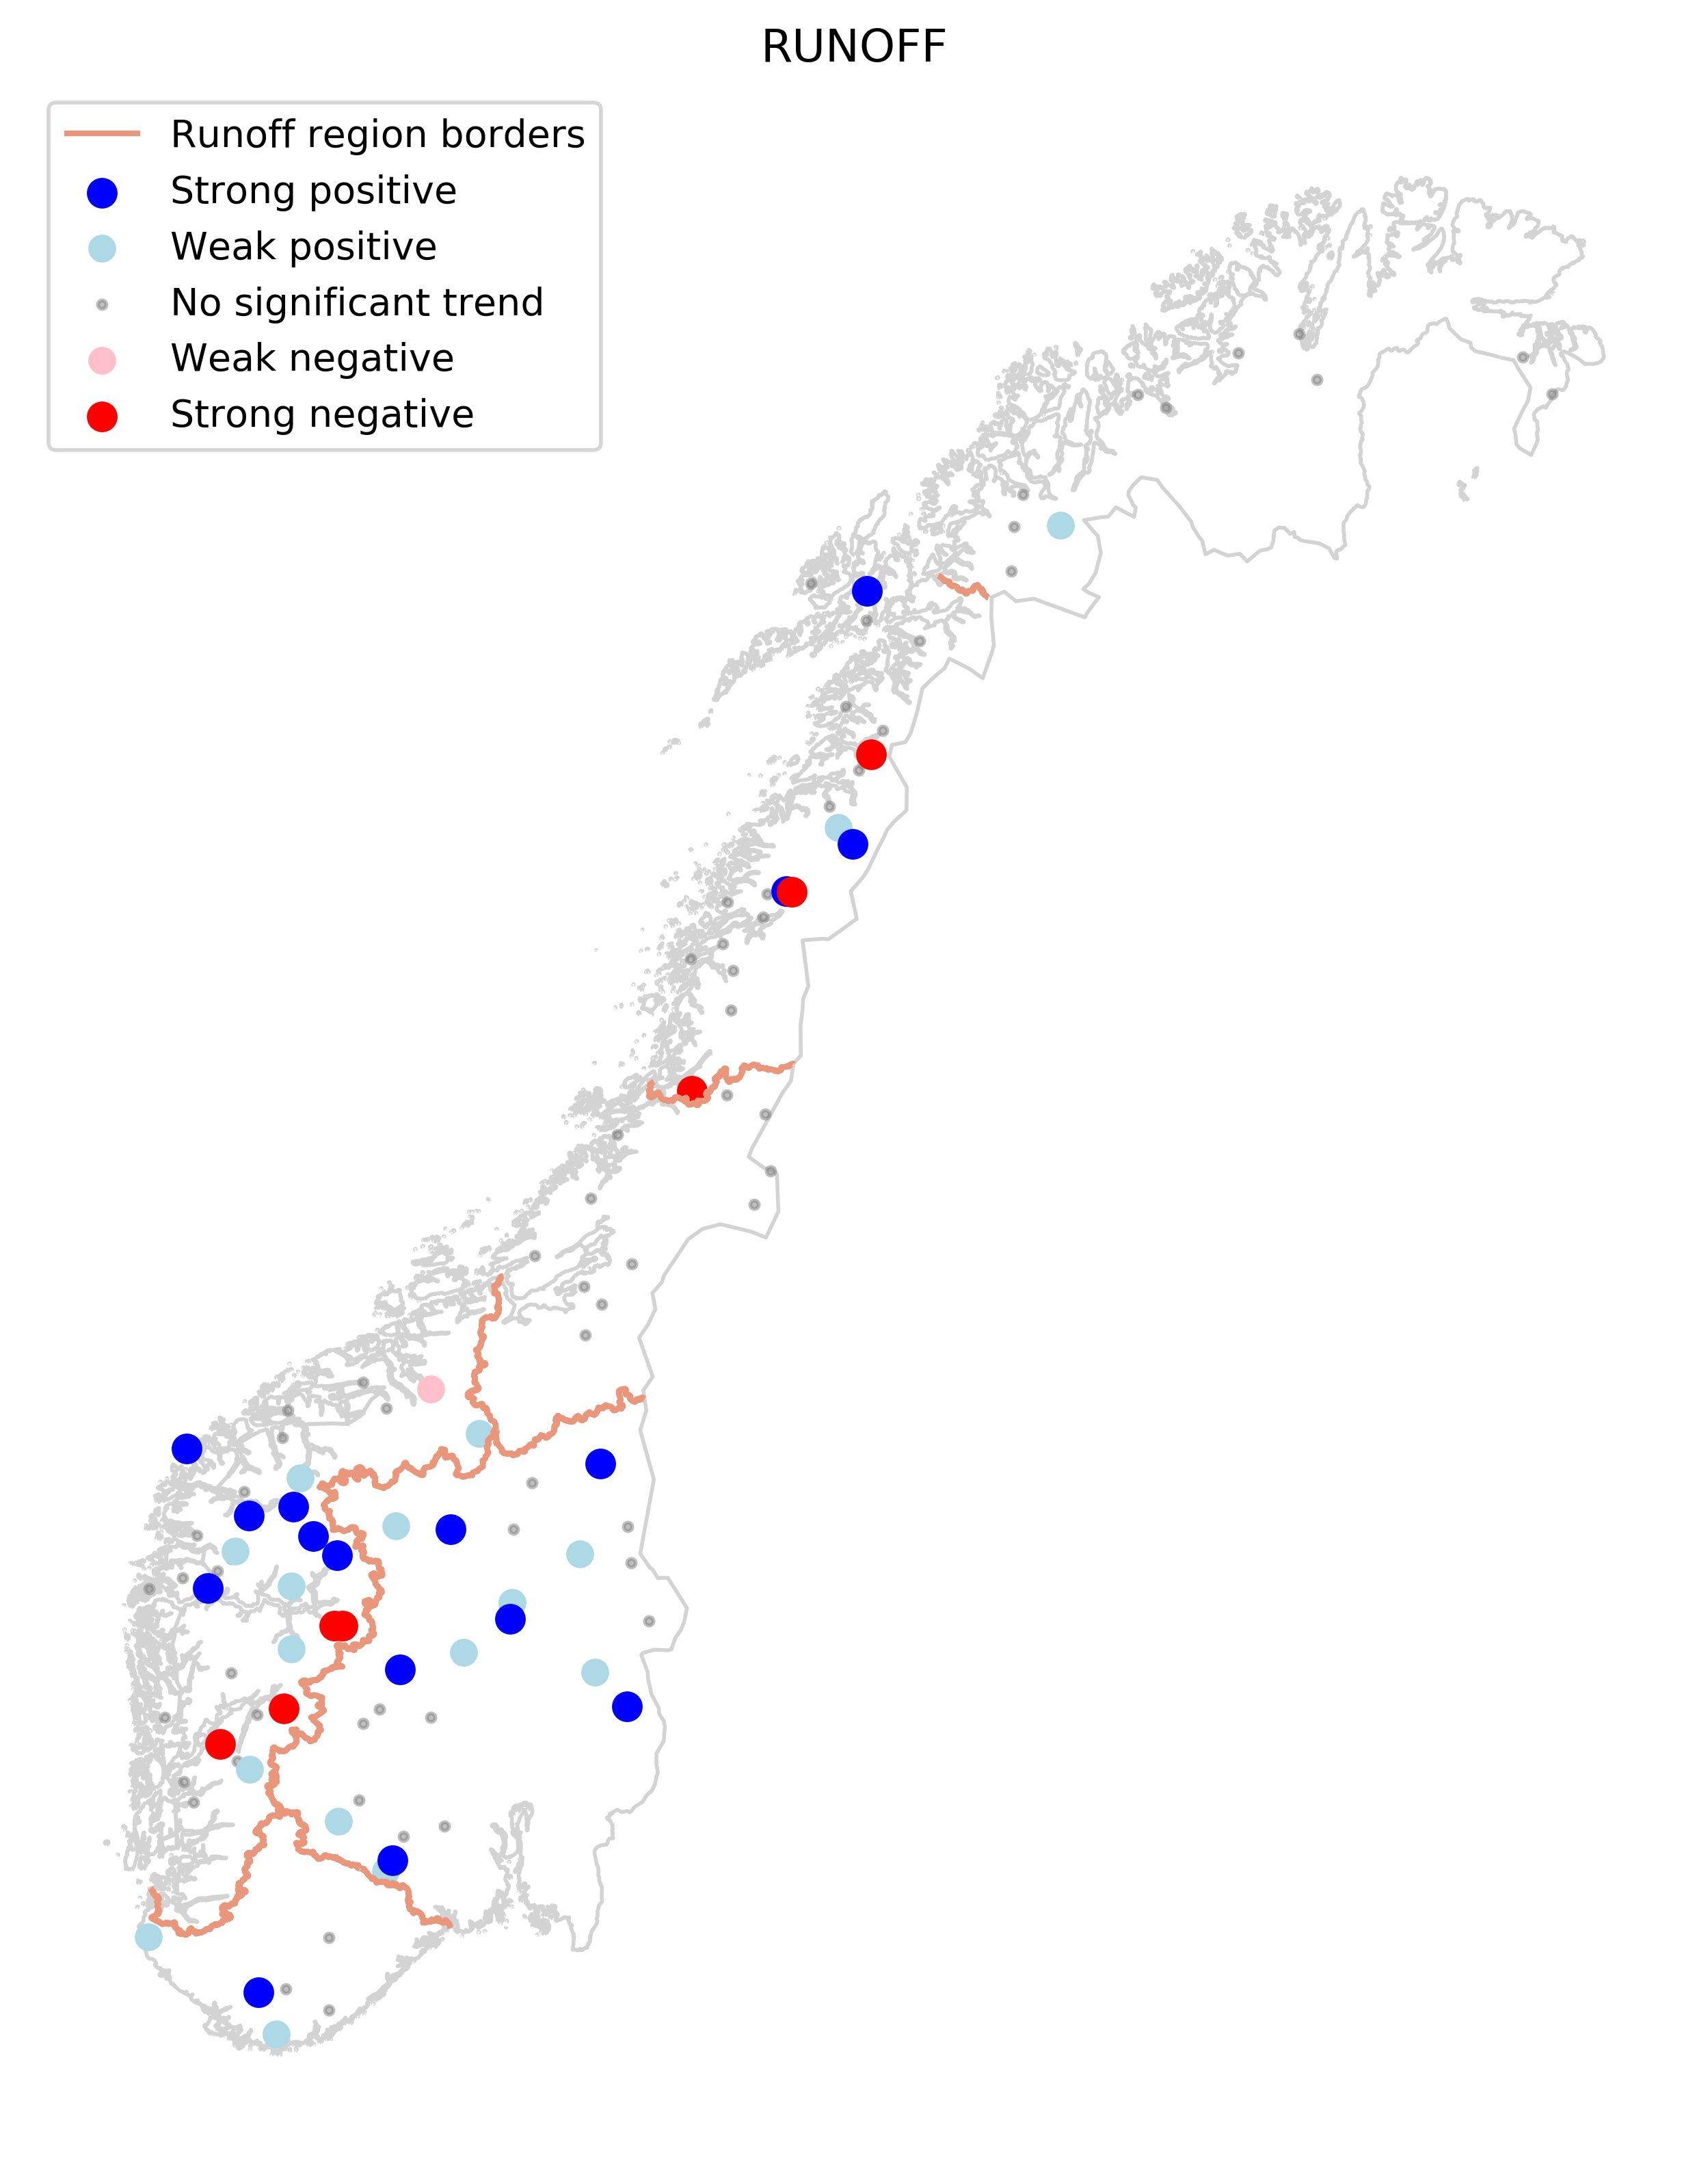 RUNOFF
Runoff region borders
Strong positive
Weak positive
No significant trend
Weak negative
Strong negative